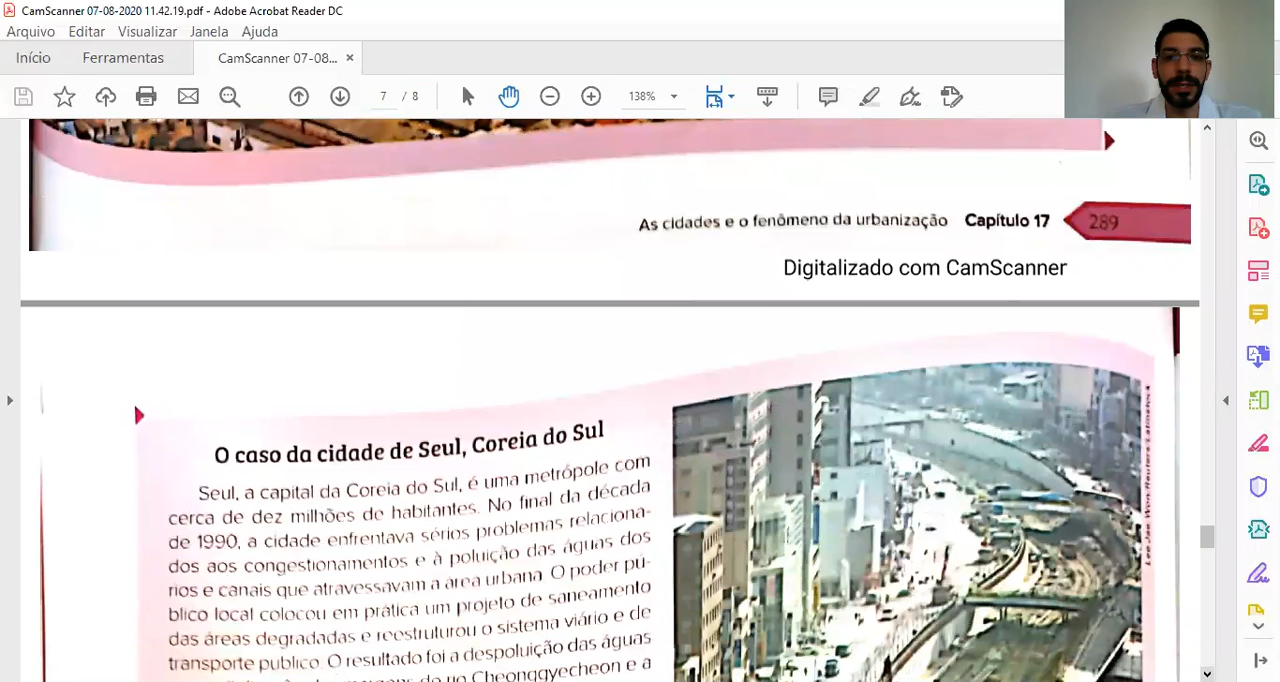 CamScanner 07-08-2020 11.42.19.pdf - Adobe Acrobat Reader DC
Arquivo Editar Visualizar Janela Ajuda
Início Ferramentas CamScanner 07-08... ×
7 / 8 138%
As cidades e o fenômeno da urbanização Capítulo 17 289
Digitalizado com CamScanner
O caso da cidade de Seul, Coreia do Sul
Seul, a capital da Coreia do Sul, é uma metrópole com
cerca de dez milhões de habitantes. No final da década
de 1990, a cidade enfrentava sérios problemas relaciona-
dos aos congestionamentos e à poluição das águas dos
rios e canais que atravessavam a área urbana. O poder pú-
blico local colocou em prática um projeto de saneamento
das áreas degradadas e reestruturou o sistema viário e de
transporte publico. O resultado foi a despoluição das águas
do rio Cheonggyecheon e a